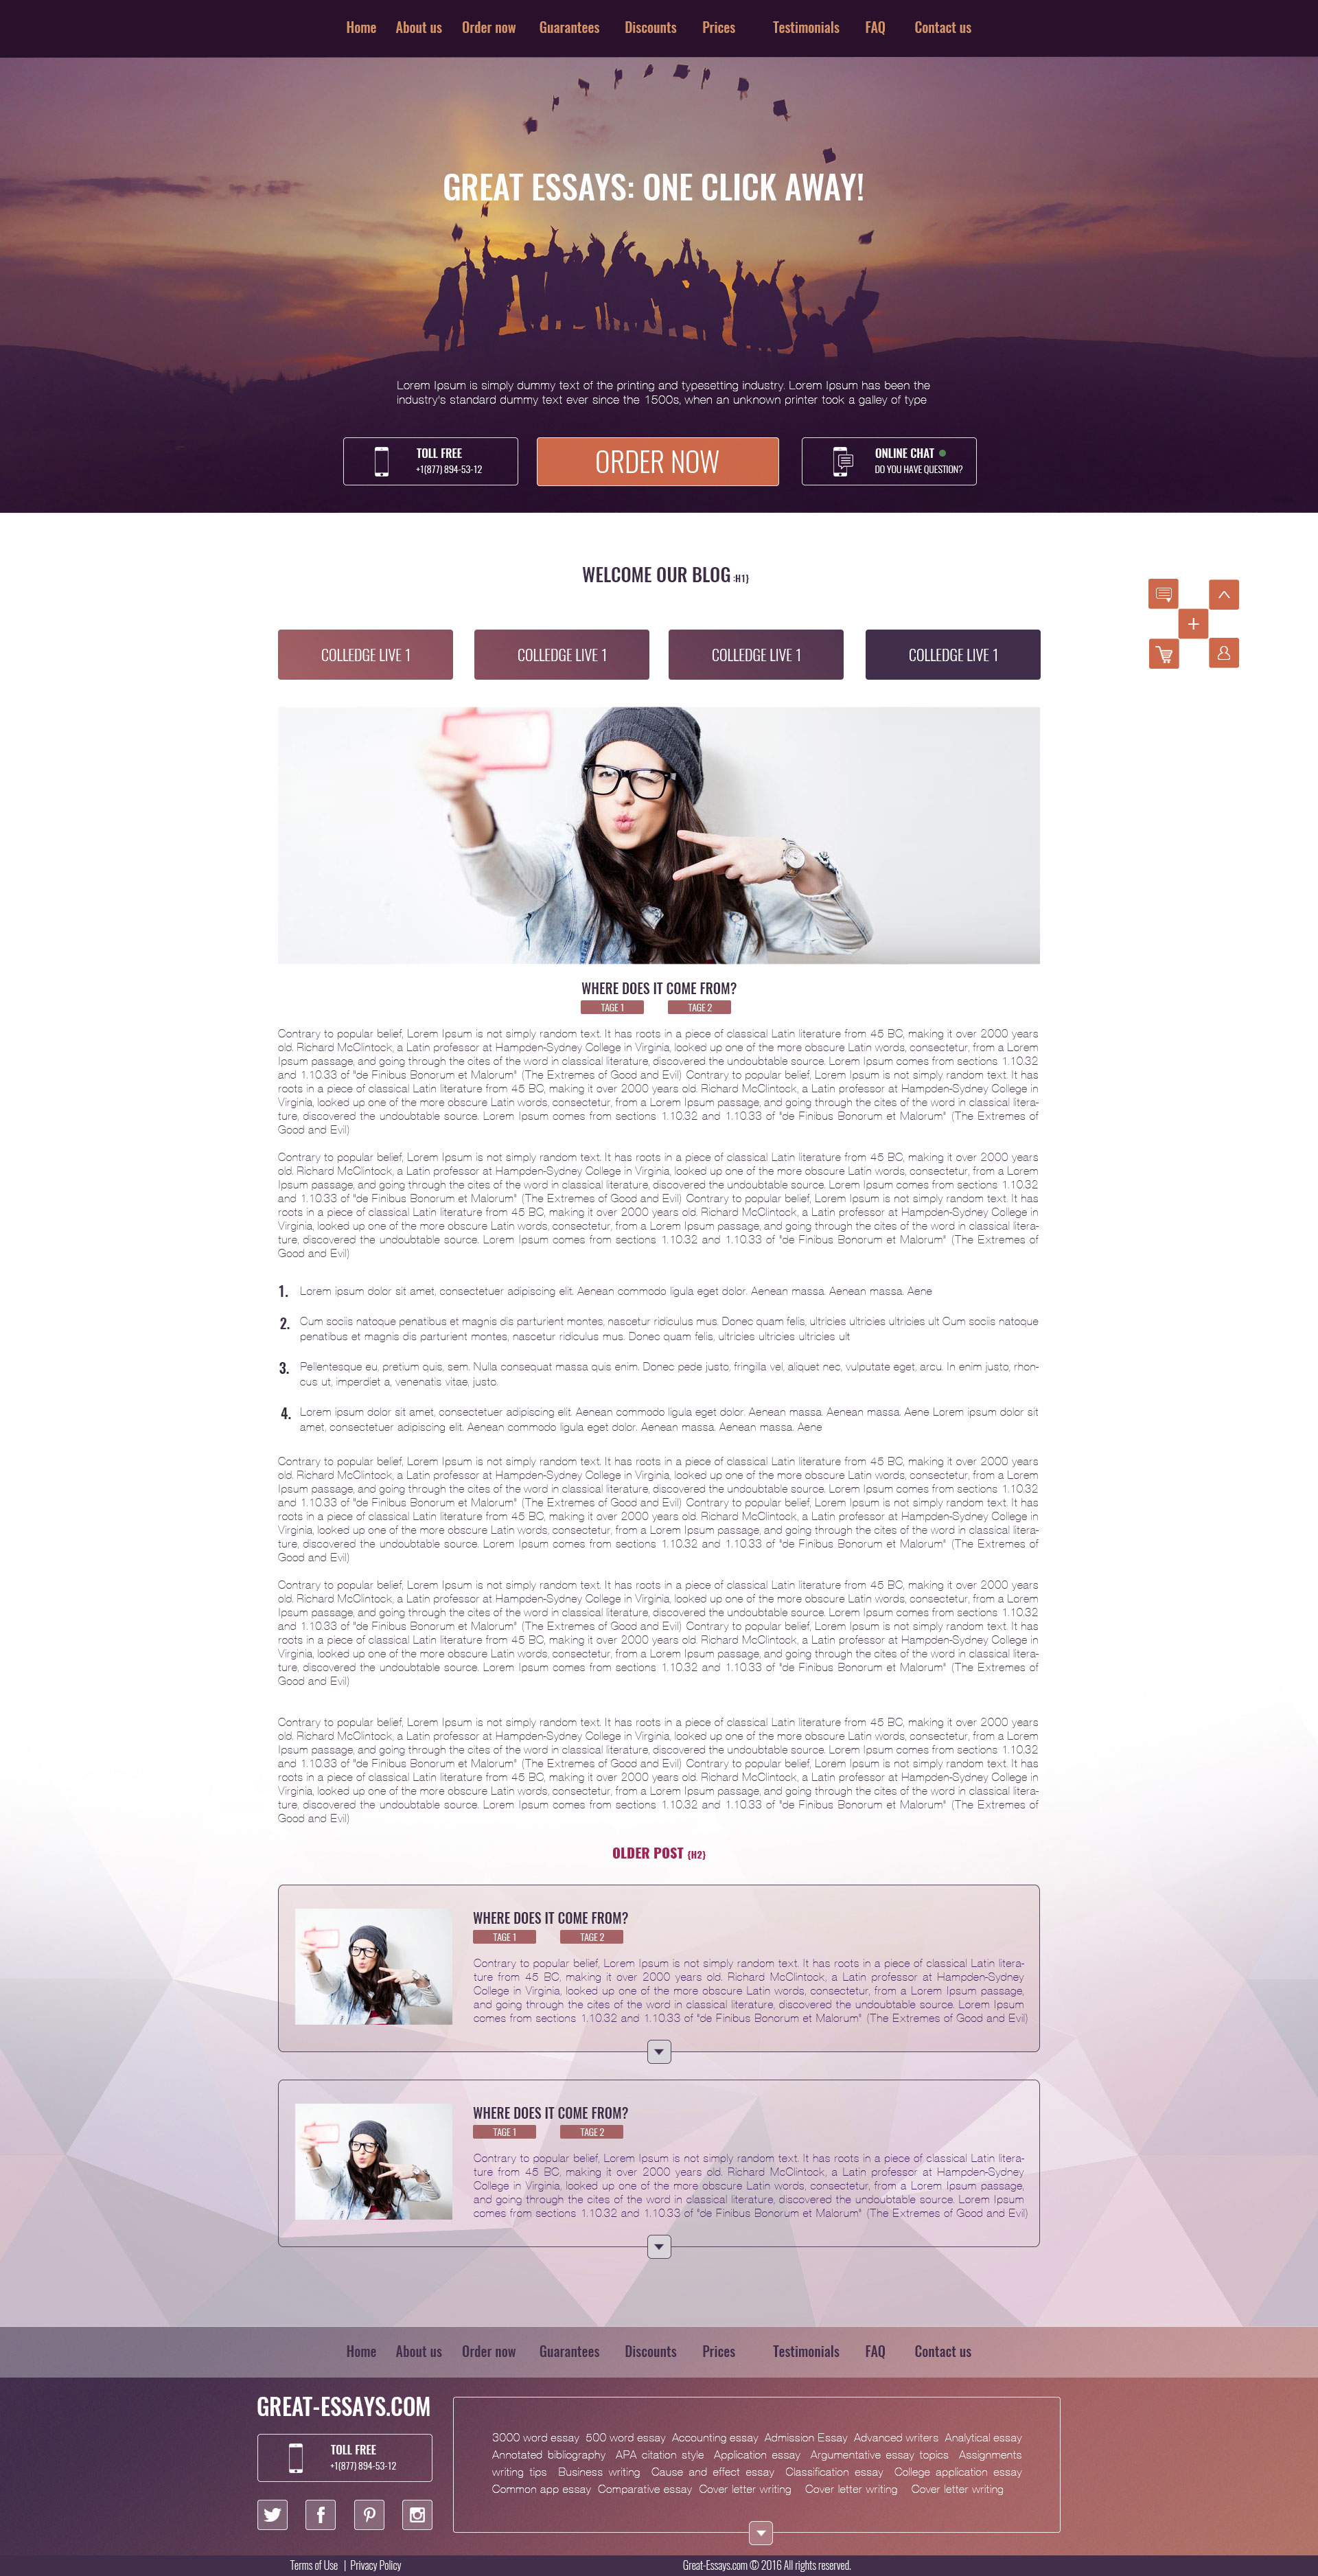 Home About us Order now Guarantees Discounts Prices Testimonials FAQ Contact us
GREAT ESSAYS: ONE CLICK AWAY!
Lorem Ipsum is simply dummy text of the printing and typesetting industry. Lorem Ipsum has been the
industry's standard dummy text ever since the 1500s, when an unknown printer took a galley of type
TOLL FREE
+1(877) 894-53-12
ORDER NOW
ONLINE CHAT
DO YOU HAVE QUESTION?
WELCOME OUR BLOG :H1}
COLLEDGE LIVE 1 COLLEDGE LIVE 1 COLLEDGE LIVE 1 COLLEDGE LIVE 1
WHERE DOES IT COME FROM?
TAGE 1 TAGE 2
Contrary to popular belief, Lorem Ipsum is not simply random text. It has roots in a piece of classical Latin literature from 45 BC, making it over 2000 years
old. Richard McClintock, a Latin professor at Hampden-Sydney College in Virginia, looked up one of the more obscure Latin words, consectetur, from a Lorem
Ipsum passage, and going through the cites of the word in classical literature, discovered the undoubtable source. Lorem Ipsum comes from sections 1.10.32
and 1.10.33 of "de Finibus Bonorum et Malorum" (The Extremes of Good and Evil) Contrary to popular belief, Lorem Ipsum is not simply random text. It has
roots in a piece of classical Latin literature from 45 BC, making it over 2000 years old. Richard McClintock, a Latin professor at Hampden-Sydney College in
Virginia, looked up one of the more obscure Latin words, consectetur, from a Lorem Ipsum passage, and going through the cites of the word in classical litera-
ture, discovered the undoubtable source. Lorem Ipsum comes from sections 1.10.32 and 1.10.33 of "de Finibus Bonorum et Malorum" (The Extremes of
Good and Evil)
Contrary to popular belief, Lorem Ipsum is not simply random text. It has roots in a piece of classical Latin literature from 45 BC, making it over 2000 years
old. Richard McClintock, a Latin professor at Hampden-Sydney College in Virginia, looked up one of the more obscure Latin words, consectetur, from a Lorem
Ipsum passage, and going through the cites of the word in classical literature, discovered the undoubtable source. Lorem Ipsum comes from sections 1.10.32
and 1.10.33 of "de Finibus Bonorum et Malorum" (The Extremes of Good and Evil) Contrary to popular belief, Lorem Ipsum is not simply random text. It has
roots in a piece of classical Latin literature from 45 BC, making it over 2000 years old. Richard McClintock, a Latin professor at Hampden-Sydney College in
Virginia, looked up one of the more obscure Latin words, consectetur, from a Lorem Ipsum passage, and going through the cites of the word in classical litera-
ture, discovered the undoubtable source. Lorem Ipsum comes from sections 1.10.32 and 1.10.33 of "de Finibus Bonorum et Malorum" (The Extremes of
Good and Evil)
1. Lorem ipsum dolor sit amet, consectetuer adipiscing elit. Aenean commodo ligula eget dolor. Aenean massa. Aenean massa. Aene
2. Cum sociis natoque penatibus et magnis dis parturient montes, nascetur ridiculus mus. Donec quam felis, ultricies ultricies ultricies ult Cum sociis natoque
penatibus et magnis dis parturient montes, nascetur ridiculus mus. Donec quam felis, ultricies ultricies ultricies ult
3. Pellentesque eu, pretium quis, sem. Nulla consequat massa quis enim. Donec pede justo, fringilla vel, aliquet nec, vulputate eget, arcu. In enim justo, rhon-
cus ut, imperdiet a, venenatis vitae, justo.
4. Lorem ipsum dolor sit amet, consectetuer adipiscing elit. Aenean commodo ligula eget dolor. Aenean massa. Aenean massa. Aene Lorem ipsum dolor sit
amet, consectetuer adipiscing elit. Aenean commodo ligula eget dolor. Aenean massa. Aenean massa. Aene
Contrary to popular belief, Lorem Ipsum is not simply random text. It has roots in a piece of classical Latin literature from 45 BC, making it over 2000 years
old. Richard McClintock, a Latin professor at Hampden-Sydney College in Virginia, looked up one of the more obscure Latin words, consectetur, from a Lorem
Ipsum passage, and going through the cites of the word in classical literature, discovered the undoubtable source. Lorem Ipsum comes from sections 1.10.32
and 1.10.33 of "de Finibus Bonorum et Malorum" (The Extremes of Good and Evil) Contrary to popular belief, Lorem Ipsum is not simply random text. It has
roots in a piece of classical Latin literature from 45 BC, making it over 2000 years old. Richard McClintock, a Latin professor at Hampden-Sydney College in
Virginia, looked up one of the more obscure Latin words, consectetur, from a Lorem Ipsum passage, and going through the cites of the word in classical litera-
ture, discovered the undoubtable source. Lorem Ipsum comes from sections 1.10.32 and 1.10.33 of "de Finibus Bonorum et Malorum" (The Extremes of
Good and Evil)
Contrary to popular belief, Lorem Ipsum is not simply random text. It has roots in a piece of classical Latin literature from 45 BC, making it over 2000 years
old. Richard McClintock, a Latin professor at Hampden-Sydney College in Virginia, looked up one of the more obscure Latin words, consectetur, from a Lorem
Ipsum passage, and going through the cites of the word in classical literature, discovered the undoubtable source. Lorem Ipsum comes from sections 1.10.32
and 1.10.33 of "de Finibus Bonorum et Malorum" (The Extremes of Good and Evil) Contrary to popular belief, Lorem Ipsum is not simply random text. It has
roots in a piece of classical Latin literature from 45 BC, making it over 2000 years old. Richard McClintock, a Latin professor at Hampden-Sydney College in
Virginia, looked up one of the more obscure Latin words, consectetur, from a Lorem Ipsum passage, and going through the cites of the word in classical litera-
ture, discovered the undoubtable source. Lorem Ipsum comes from sections 1.10.32 and 1.10.33 of "de Finibus Bonorum et Malorum" (The Extremes of
Good and Evil)
Contrary to popular belief, Lorem Ipsum is not simply random text. It has roots in a piece of classical Latin literature from 45 BC, making it over 2000 years
old. Richard McClintock, a Latin professor at Hampden-Sydney College in Virginia, looked up one of the more obscure Latin words, consectetur, from a Lorem
Ipsum passage, and going through the cites of the word in classical literature, discovered the undoubtable source. Lorem Ipsum comes from sections 1.10.32
and 1.10.33 of "de Finibus Bonorum et Malorum" (The Extremes of Good and Evil) Contrary to popular belief, Lorem Ipsum is not simply random text. It has
roots in a piece of classical Latin literature from 45 BC, making it over 2000 years old. Richard McClintock, a Latin professor at Hampden-Sydney College in
Virginia, looked up one of the more obscure Latin words, consectetur, from a Lorem Ipsum passage, and going through the cites of the word in classical litera-
ture, discovered the undoubtable source. Lorem Ipsum comes from sections 1.10.32 and 1.10.33 of "de Finibus Bonorum et Malorum" (The Extremes of
Good and Evil)
OLDER POST {H2}
WHERE DOES IT COME FROM?
TAGE 1 TAGE 2
Contrary to popular belief, Lorem Ipsum is not simply random text. It has roots in a piece of classical Latin litera-
ture from 45 BC, making it over 2000 years old. Richard McClintock, a Latin professor at Hampden-Sydney
College in Virginia, looked up one of the more obscure Latin words, consectetur, from a Lorem Ipsum passage,
and going through the cites of the word in classical literature, discovered the undoubtable source. Lorem Ipsum
comes from sections 1.10.32 and 1.10.33 of "de Finibus Bonorum et Malorum" (The Extremes of Good and Evil)
WHERE DOES IT COME FROM?
TAGE 1 TAGE 2
Contrary to popular belief, Lorem Ipsum is not simply random text. It has roots in a piece of classical Latin litera-
ture from 45 BC, making it over 2000 years old. Richard McClintock, a Latin professor at Hampden-Sydney
College in Virginia, looked up one of the more obscure Latin words, consectetur, from a Lorem Ipsum passage,
and going through the cites of the word in classical literature, discovered the undoubtable source. Lorem Ipsum
comes from sections 1.10.32 and 1.10.33 of "de Finibus Bonorum et Malorum" (The Extremes of Good and Evil)
Home About us Order now Guarantees Discounts Prices Testimonials FAQ Contact us
GREAT-ESSAYS.COM
TOLL FREE
+1(877) 894-53-12
3000 word essay 500 word essay Accounting essay Admission Essay Advanced writers Analytical essay
Annotated bibliography APA citation style Application essay Argumentative essay topics Assignments
writing tips Business writing Cause and effect essay Classification essay College application essay
Common app essay Comparative essay Cover letter writing Cover letter writing Cover letter writing
Terms of Use | Privacy Policy
Great-Essays.com © 2016 All rights reserved.